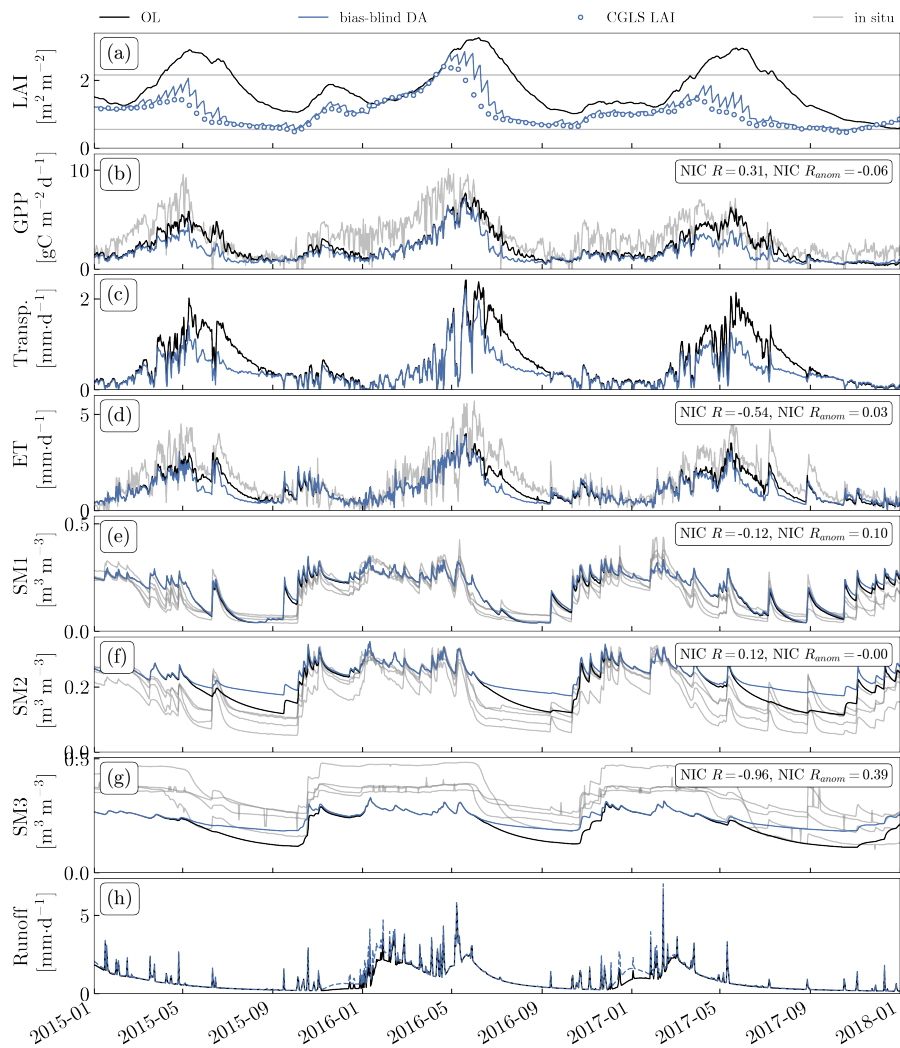 OL bias-blind DA CGLS LAI in situ
(a)
LAI
[m² m⁻²]
2
0
(b)
NIC R = 0.31, NIC R_anom = -0.06
GPP
[gC m⁻² d⁻¹]
10
0
(c)
Transp.
[mm·d⁻¹]
2
0
(d)
NIC R = -0.54, NIC R_anom = 0.03
ET
[mm·d⁻¹]
5
0
(e)
NIC R = -0.12, NIC R_anom = 0.10
SM1
[m³ m⁻³]
0.5
0.0
(f)
NIC R = 0.12, NIC R_anom = -0.00
SM2
[m³ m⁻³]
0.2
0.0
(g)
NIC R = -0.96, NIC R_anom = 0.39
SM3
[m³ m⁻³]
0.0
(h)
Runoff
[mm·d⁻¹]
5
0
2015-01 2015-05 2015-09 2016-01 2016-05 2016-09 2017-01 2017-05 2017-09 2018-01